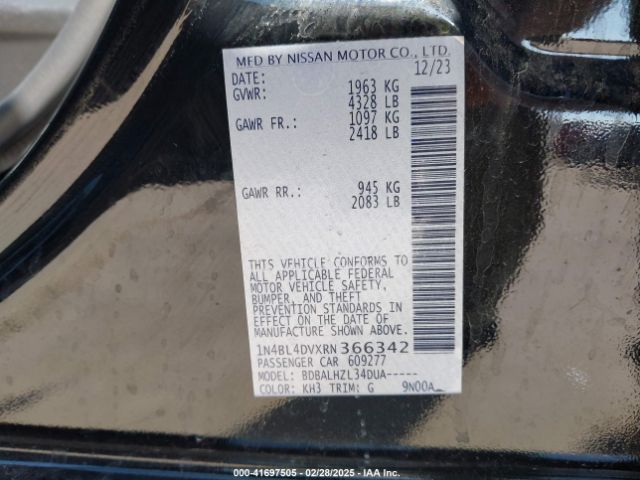 MFD BY NISSAN MOTOR CO., LTD.
DATE: 12/23
GVWR: 1963 KG
4328 LB
GAWR FR.: 1097 KG
2418 LB
GAWR RR.: 945 KG
2083 LB
THIS VEHICLE CONFORMS TO
ALL APPLICABLE FEDERAL
MOTOR VEHICLE SAFETY,
BUMPER, AND THEFT
PREVENTION STANDARDS IN
EFFECT ON THE DATE OF
MANUFACTURE SHOWN ABOVE.
1N4BL4DVXRN366342
PASSENGER CAR 609277
MODEL: BDBALHZL34DUA-----
COLOR: KH3 TRIM: G 9N00A_
000-41697505 - 02/28/2025 - IAA Inc.